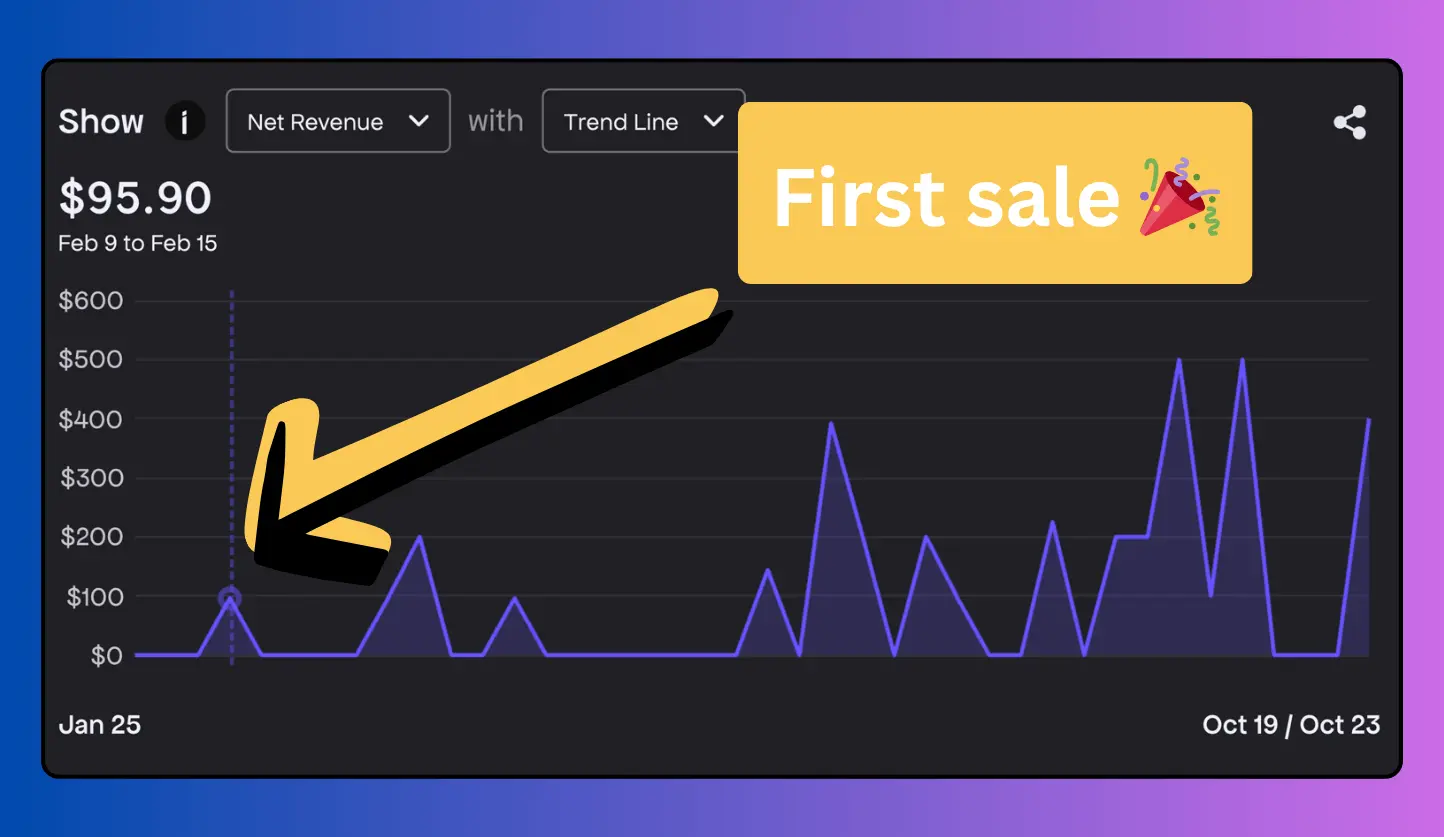 Show i Net Revenue with Trend Line
First sale
$95.90
Feb 9 to Feb 15
$600
$500
$400
$300
$200
$100
$0
Jan 25
Oct 19 / Oct 23